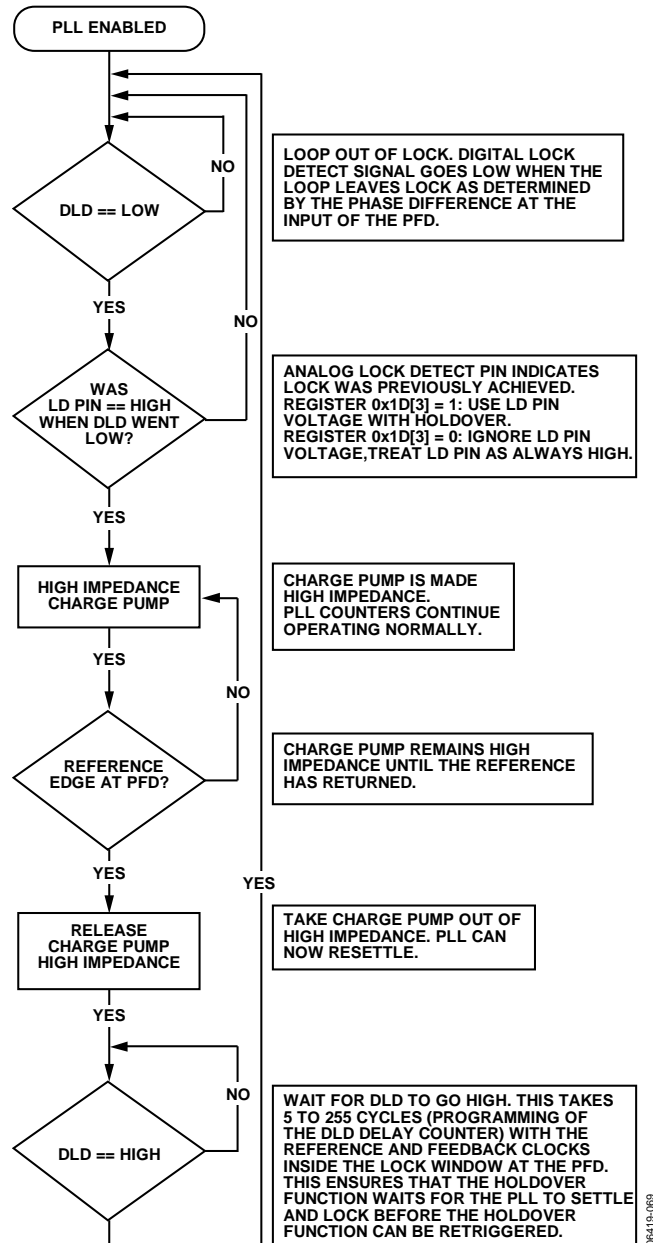 PLL ENABLED
NO
LOOP OUT OF LOCK. DIGITAL LOCK
DETECT SIGNAL GOES LOW WHEN THE
LOOP LEAVES LOCK AS DETERMINED
BY THE PHASE DIFFERENCE AT THE
INPUT OF THE PFD.
DLD == LOW
YES
NO
WAS
LD PIN == HIGH
WHEN DLD WENT
LOW?
ANALOG LOCK DETECT PIN INDICATES
LOCK WAS PREVIOUSLY ACHIEVED.
REGISTER 0x1D[3] = 1: USE LD PIN
VOLTAGE WITH HOLDOVER.
REGISTER 0x1D[3] = 0: IGNORE LD PIN
VOLTAGE,TREAT LD PIN AS ALWAYS HIGH.
YES
HIGH IMPEDANCE
CHARGE PUMP
CHARGE PUMP IS MADE
HIGH IMPEDANCE.
PLL COUNTERS CONTINUE
OPERATING NORMALLY.
YES
NO
REFERENCE
EDGE AT PFD?
CHARGE PUMP REMAINS HIGH
IMPEDANCE UNTIL THE REFERENCE
HAS RETURNED.
YES
YES
RELEASE
CHARGE PUMP
HIGH IMPEDANCE
TAKE CHARGE PUMP OUT OF
HIGH IMPEDANCE. PLL CAN
NOW RESETTLE.
YES
NO
DLD == HIGH
WAIT FOR DLD TO GO HIGH. THIS TAKES
5 TO 255 CYCLES (PROGRAMMING OF
THE DLD DELAY COUNTER) WITH THE
REFERENCE AND FEEDBACK CLOCKS
INSIDE THE LOCK WINDOW AT THE PFD.
THIS ENSURES THAT THE HOLDOVER
FUNCTION WAITS FOR THE PLL TO SETTLE
AND LOCK BEFORE THE HOLDOVER
FUNCTION CAN BE RETRIGGERED.
06419-069